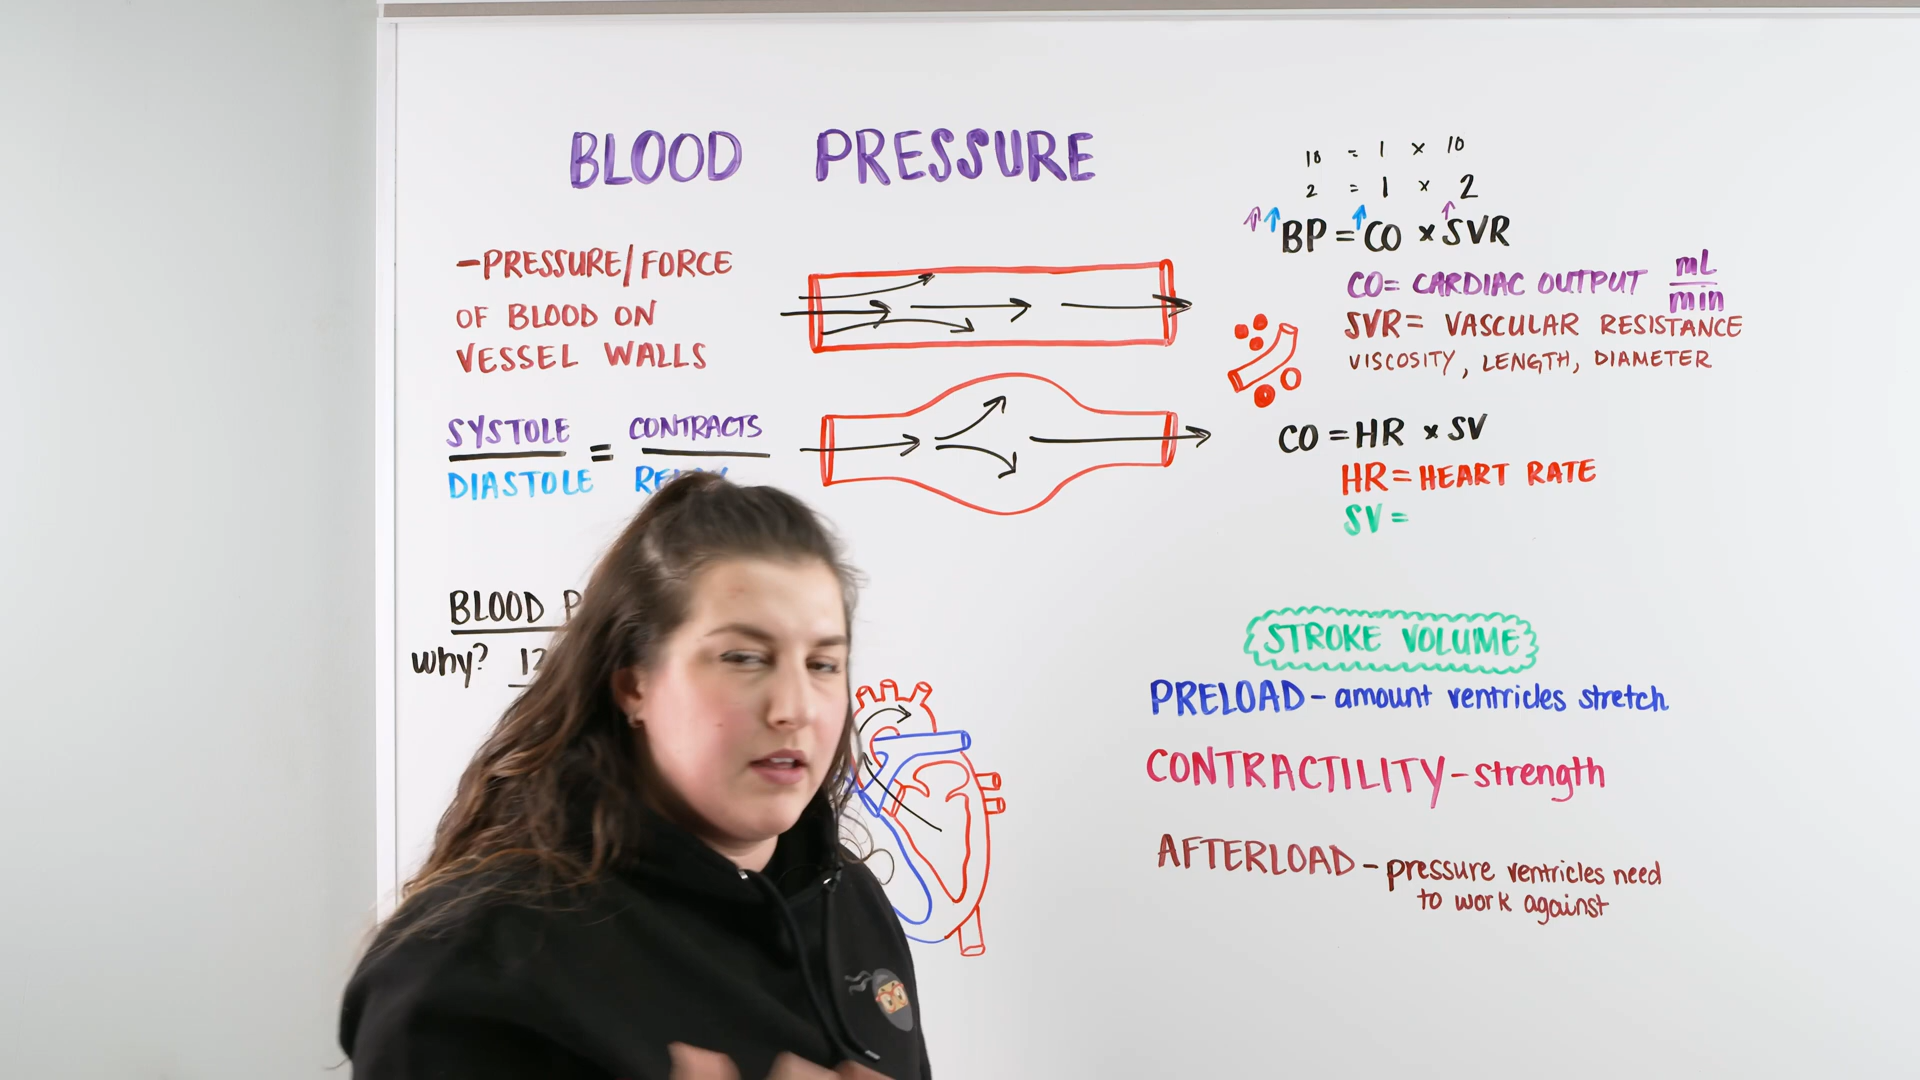 BLOOD PRESSURE
-PRESSURE/FORCE
OF BLOOD ON
VESSEL WALLS
SYSTOLE = CONTRACTS
DIASTOLE
BLOOD
why?
10 = 1 × 10
2 = 1 × 2
↑↑BP = ↑CO × ↑SVR
CO = CARDIAC OUTPUT mL/min
SVR = VASCULAR RESISTANCE
VISCOSITY, LENGTH, DIAMETER
CO = HR × SV
HR = HEART RATE
SV =
STROKE VOLUME
PRELOAD - amount ventricles stretch
CONTRACTILITY - strength
AFTERLOAD - pressure ventricles need
to work against